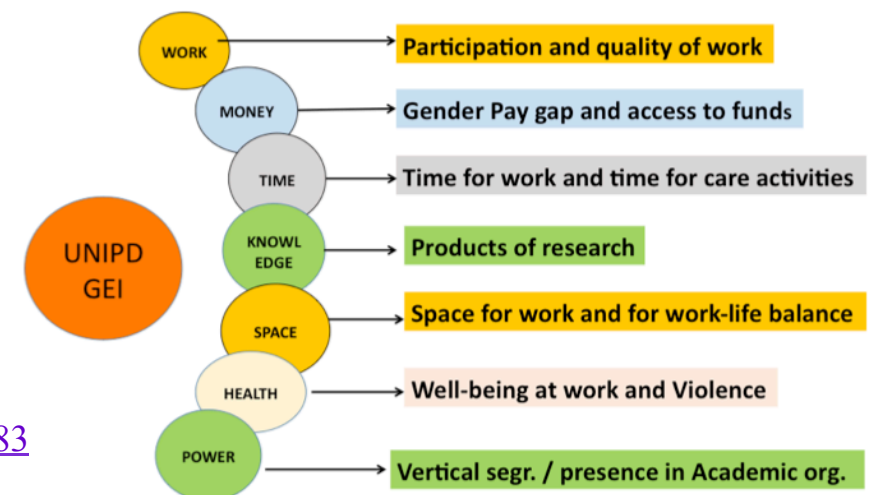 WORK
Participation and quality of work
MONEY
Gender Pay gap and access to funds
TIME
Time for work and time for care activities
UNIPD
GEI
KNOWL
EDGE
Products of research
SPACE
Space for work and for work-life balance
HEALTH
Well-being at work and Violence
83
POWER
Vertical segr. / presence in Academic org.